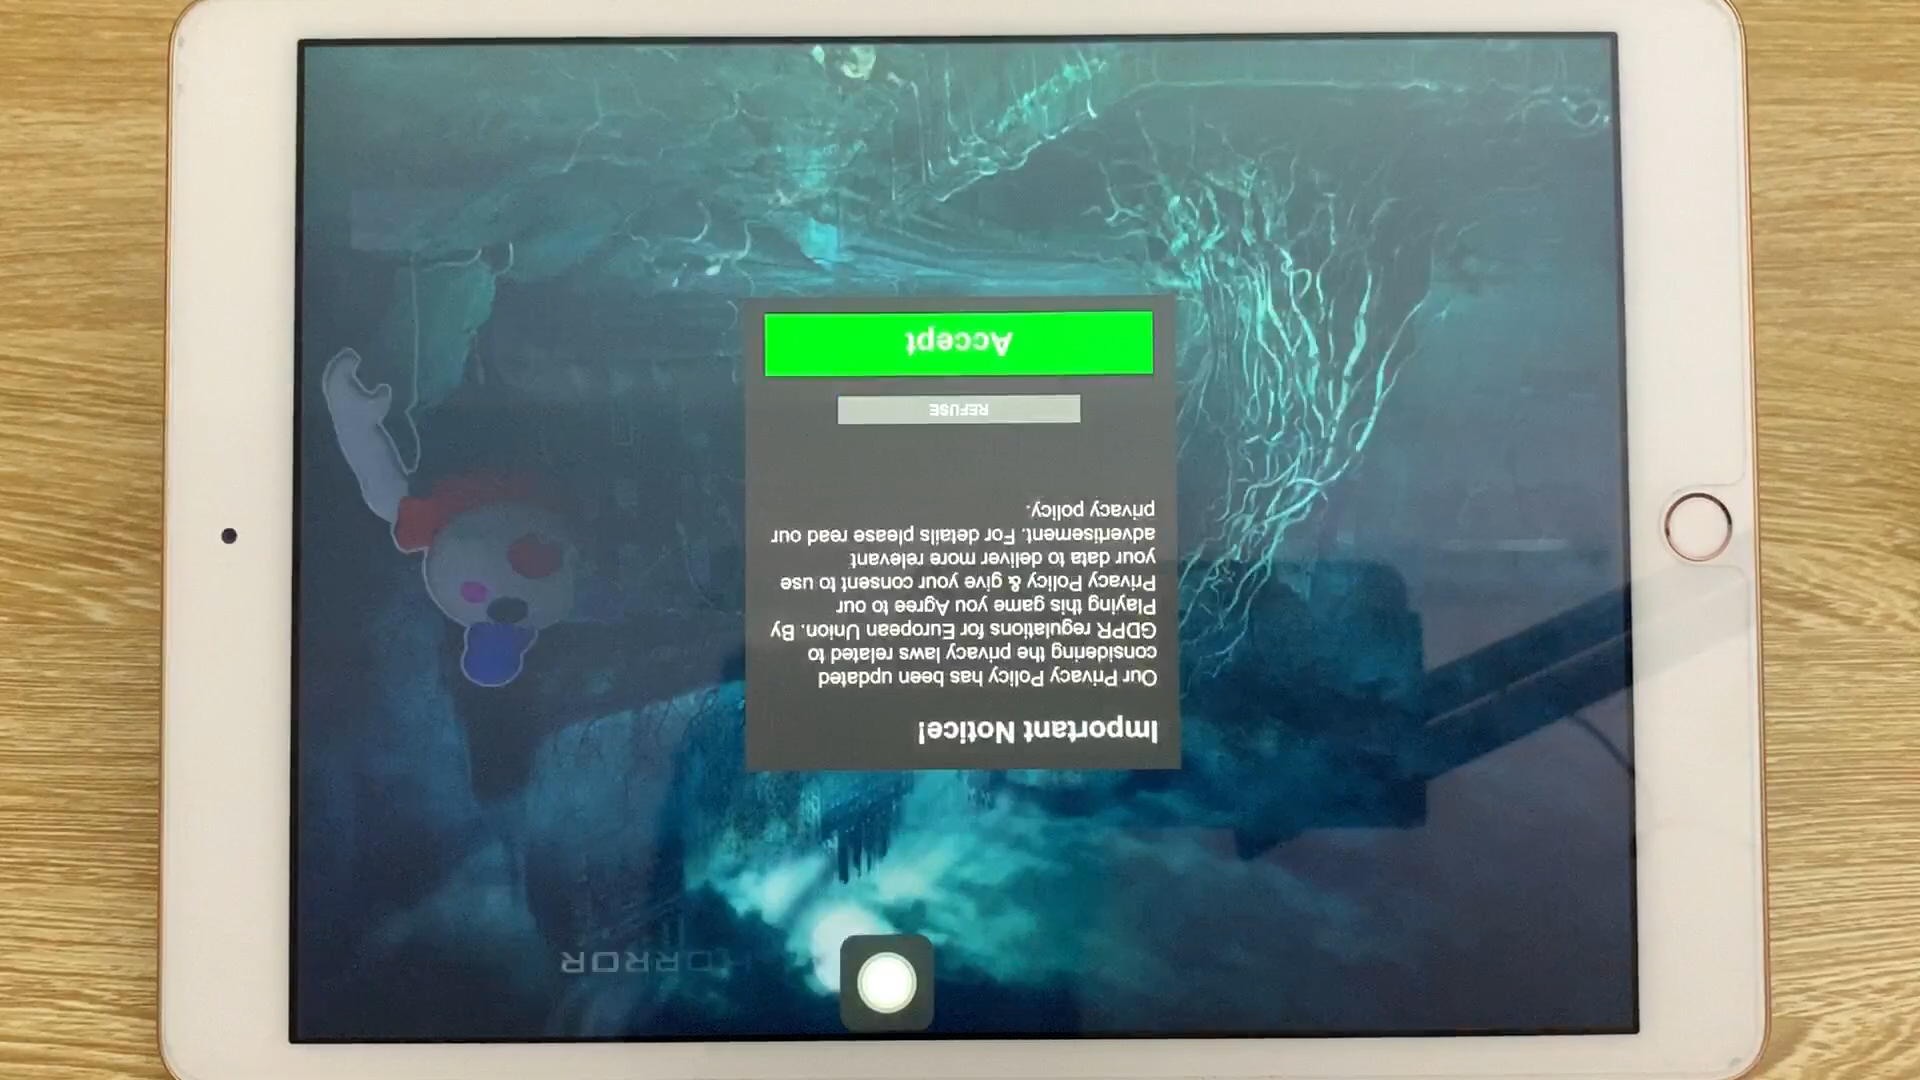 HORROR
Important Notice!
Our Privacy Policy has been updated
considering the privacy laws related to
GDPR regulations for European Union. By
Playing this game you Agree to our
Privacy Policy & give your consent to use
your data to deliver more relevant
advertisement. For details please read our
privacy policy.
REFUSE
Accept